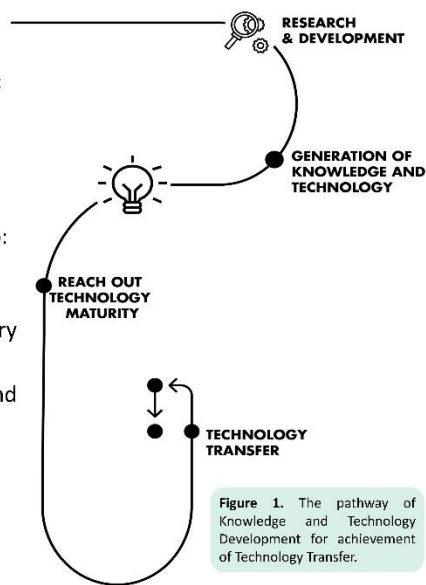 RESEARCH
& DEVELOPMENT
GENERATION OF
KNOWLEDGE AND
TECHNOLOGY
REACH OUT
TECHNOLOGY
MATURITY
TECHNOLOGY
TRANSFER
Figure 1. The pathway of
Knowledge and Technology
Development for achievement
of Technology Transfer.